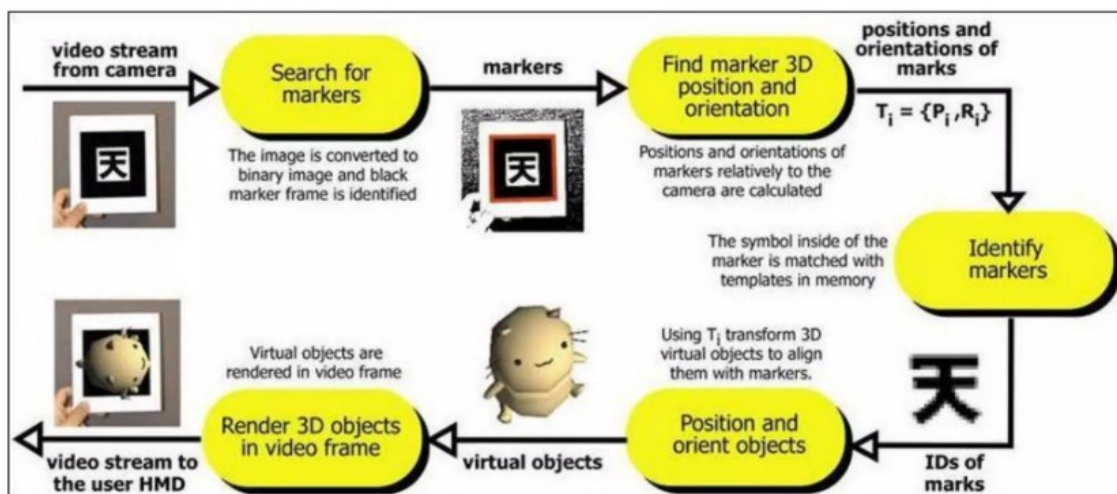 video stream
from camera
Search for
markers
The image is converted to
binary image and black
marker frame is identified
markers
Find marker 3D
position and
orientation
Positions and orientations of
markers relatively to the
camera are calculated
positions and
orientations of
marks
Ti = {Pi ,Ri}
天
天
Identify
markers
The symbol inside of the
marker is matched with
templates in memory
天
IDs of
marks
Using Ti transform 3D
virtual objects to align
them with markers.
Position and
orient objects
virtual objects
Virtual objects are
rendered in video frame
Render 3D objects
in video frame
video stream to
the user HMD